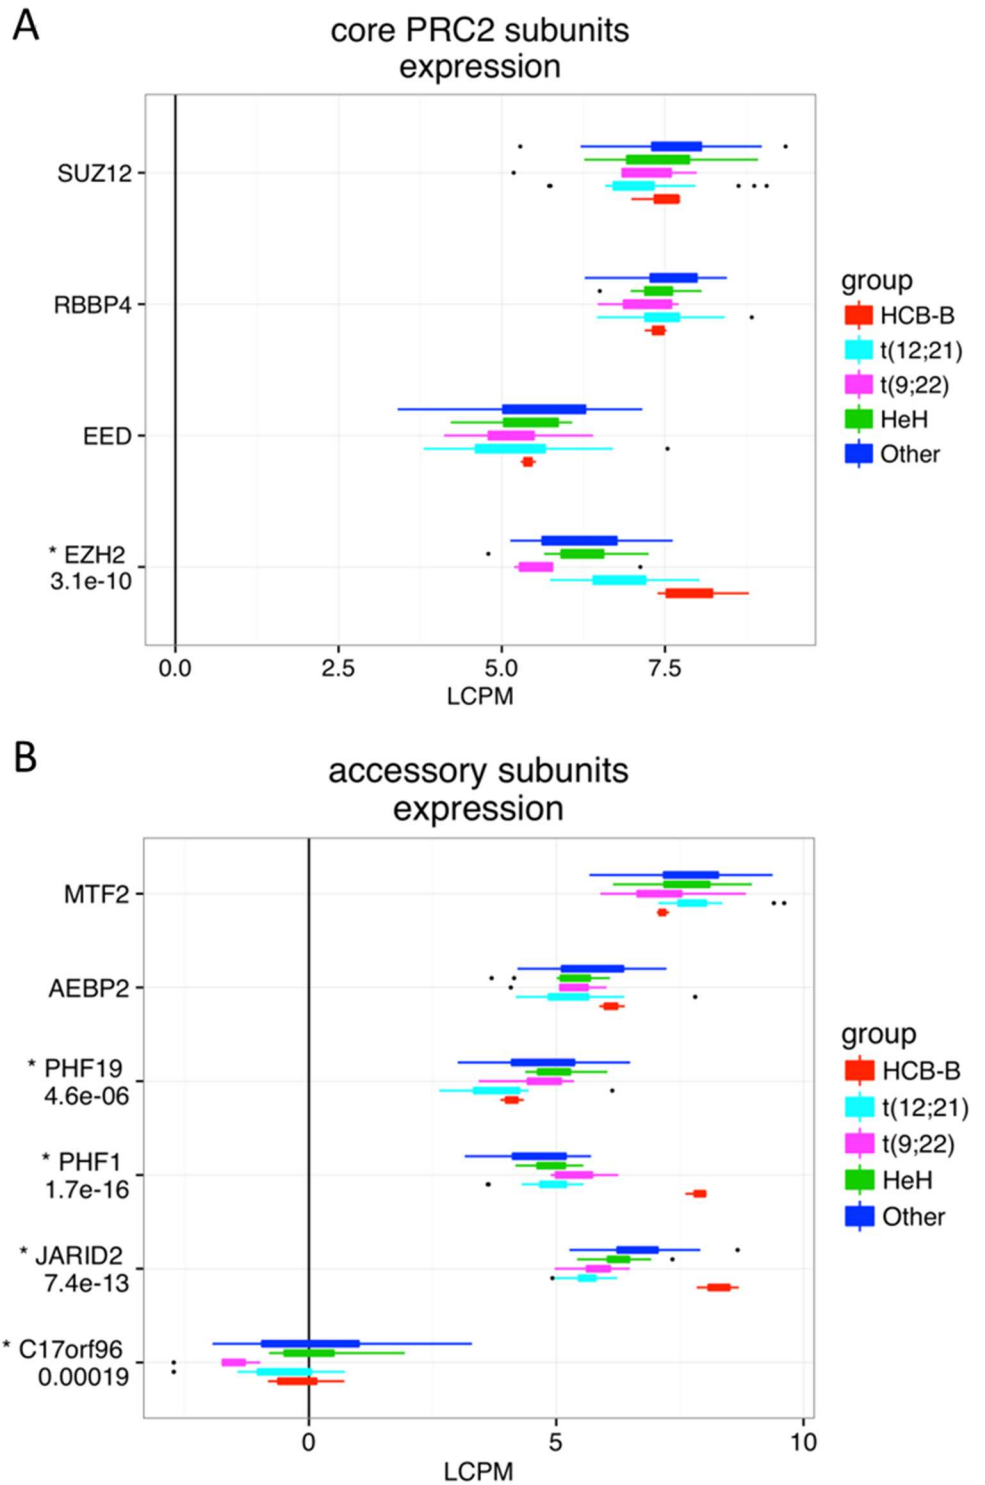 A
core PRC2 subunits
expression
SUZ12
RBBP4
EED
* EZH2
3.1e-10
0.0 2.5 5.0 7.5
LCPM
group
HCB-B
t(12;21)
t(9;22)
HeH
Other
B
accessory subunits
expression
MTF2
AEBP2
* PHF19
4.6e-06
* PHF1
1.7e-16
* JARID2
7.4e-13
* C17orf96
0.00019
0 5 10
LCPM
group
HCB-B
t(12;21)
t(9;22)
HeH
Other